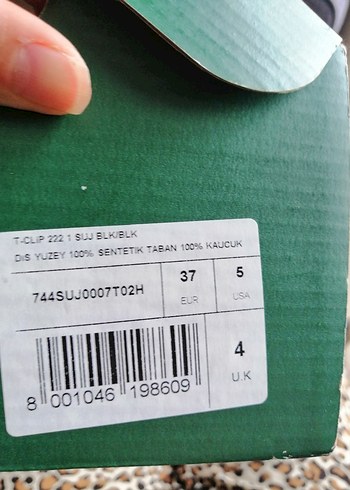 T-CLIP 222 1 SUJ BLK/BLK
DIS YUZEY 100% SENTETIK TABAN 100% KAUCUK
744SUJ0007T02H
37
EUR
5
USA
4
U.K
8 001046 198609